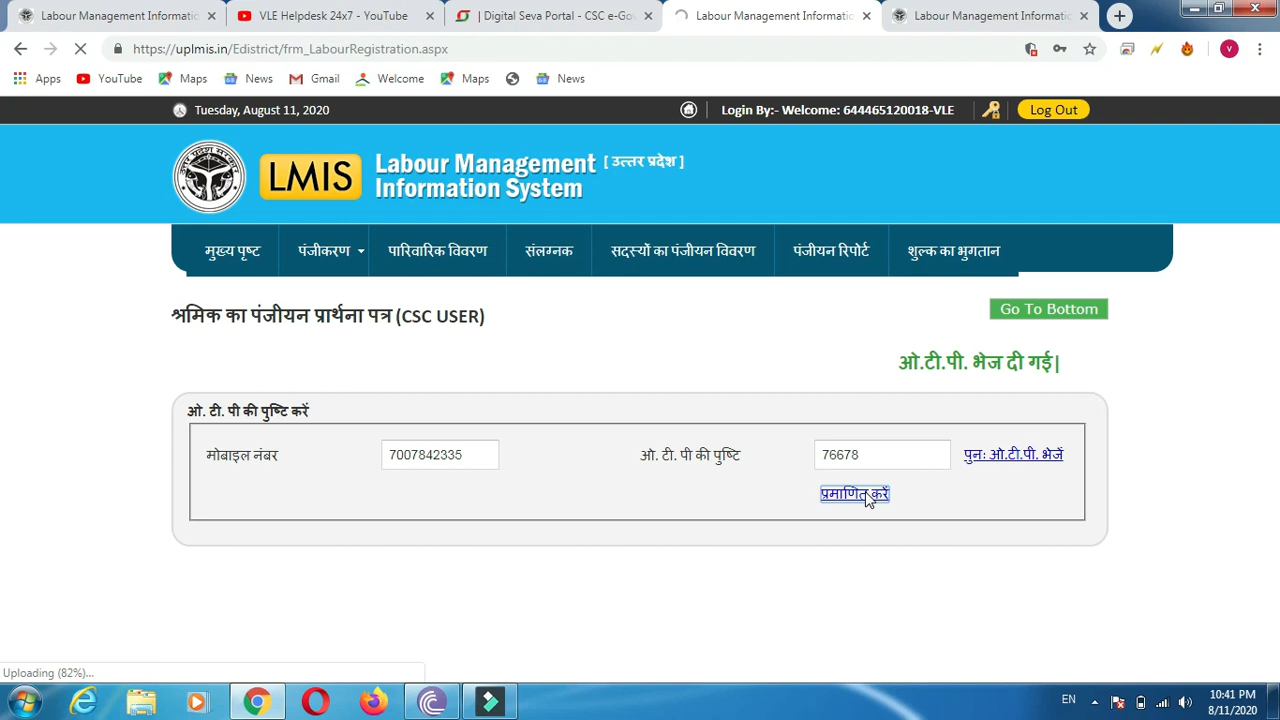 Labour Management Informatic
VLE Helpdesk 24x7 - YouTube
| Digital Seva Portal - CSC e-Gov
Labour Management Informatic
Labour Management Informatic
https://uplmis.in/Edistrict/frm_LabourRegistration.aspx
Apps YouTube Maps News Gmail Welcome Maps News
Tuesday, August 11, 2020
Login By:- Welcome: 644465120018-VLE
Log Out
LMIS
Labour Management [ उत्तर प्रदेश ]
Information System
मुख्य पृष्ट पंजीकरण पारिवारिक विवरण संलग्नक सदस्यों का पंजीयन विवरण पंजीयन रिपोर्ट शुल्क का भुगतान
श्रमिक का पंजीयन प्रार्थना पत्र (CSC USER)
Go To Bottom
ओ.टी.पी. भेज दी गई|
ओ. टी. पी की पुष्टि करें
मोबाइल नंबर 7007842335 ओ. टी. पी की पुष्टि 76678 पुनः ओ.टी.पी. भेजें
प्रमाणित करें
Uploading (82%)...
EN
10:41 PM
8/11/2020